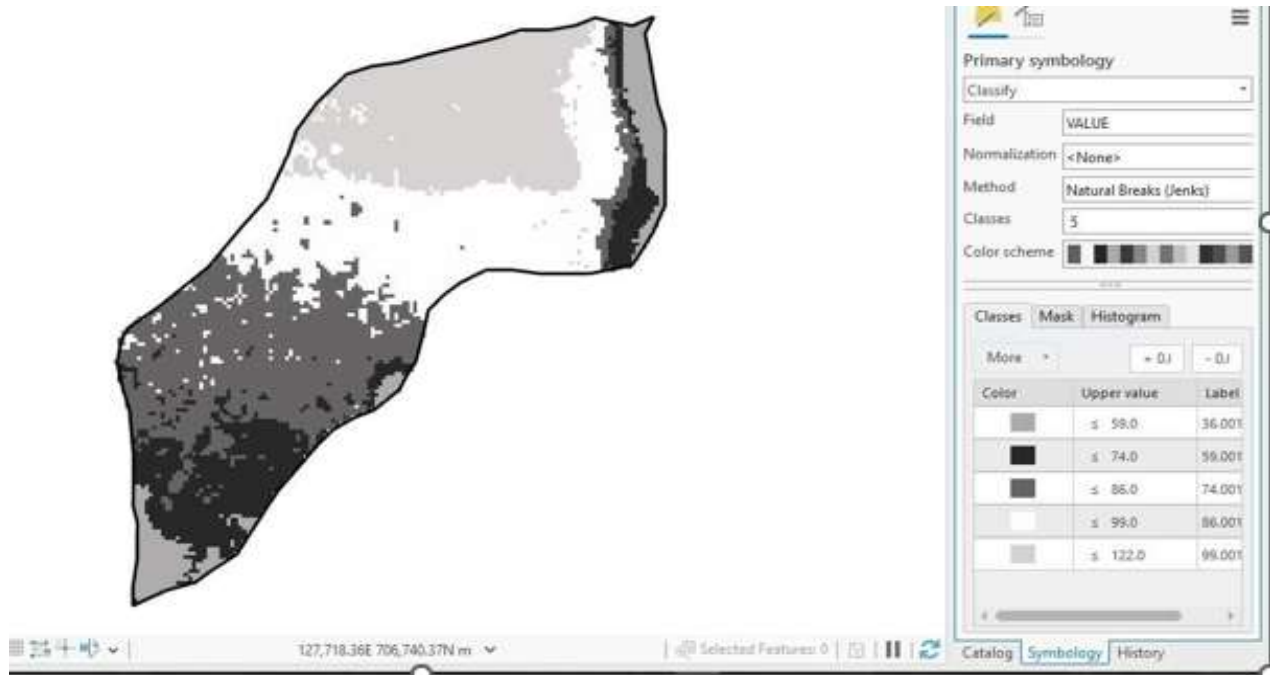 Primary symbology
Classify
Field VALUE
Normalization <None>
Method Natural Breaks (Jenks)
Classes 5
Color scheme
Classes Mask Histogram
More
Color Upper value Label
≤ 59.0 36.001
≤ 74.0 59.001
≤ 86.0 74.001
≤ 99.0 86.001
≤ 122.0 99.001
127,718.36E 706,740.37N m
Selected Features: 0
Catalog Symbology History